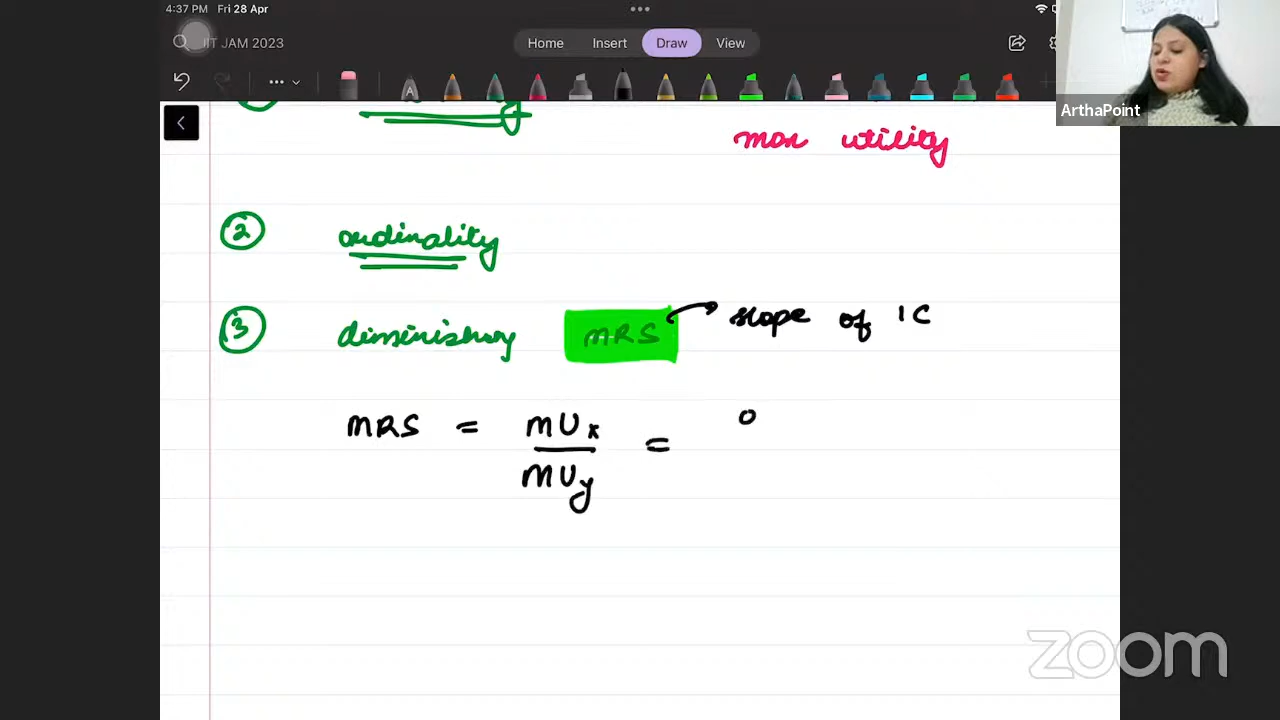 4:37 PM Fri 28 Apr
IIT JAM 2023
Home Insert Draw View
A
ArthaPoint
max utility
2 ordinality
3 diminishing MRS → slope of IC
MRS = MUx / MUy =
zoom